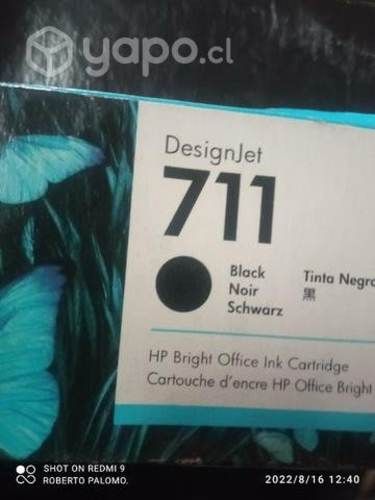 yapo.cl
DesignJet
711
Black
Noir
Schwarz
Tinta Negra
黒
HP Bright Office Ink Cartridge
Cartouche d'encre HP Office Bright
SHOT ON REDMI 9
ROBERTO PALOMO.
2022/8/16 12:40